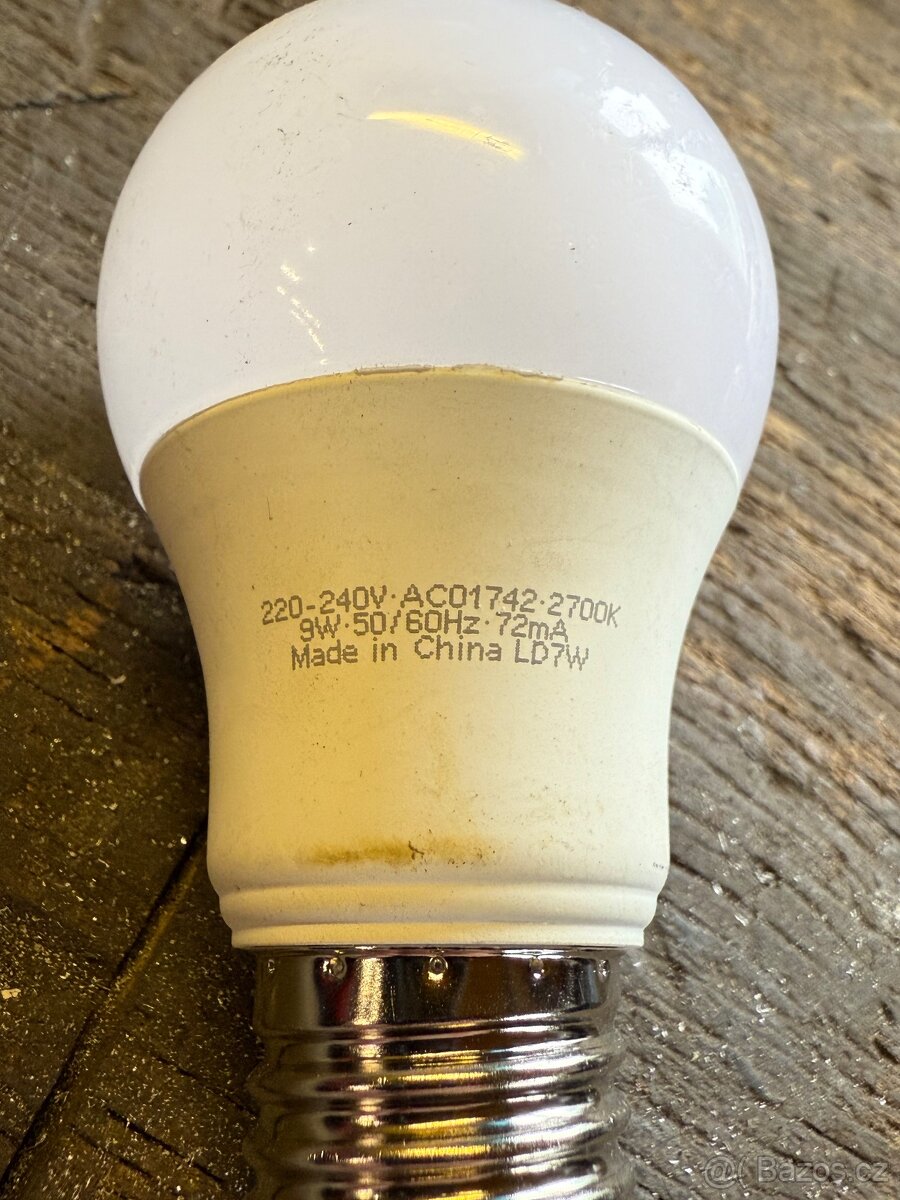 220-240V·AC01742·2700K
9W·50/60Hz·72mA
Made in China LD7W
@( Bazos.cz